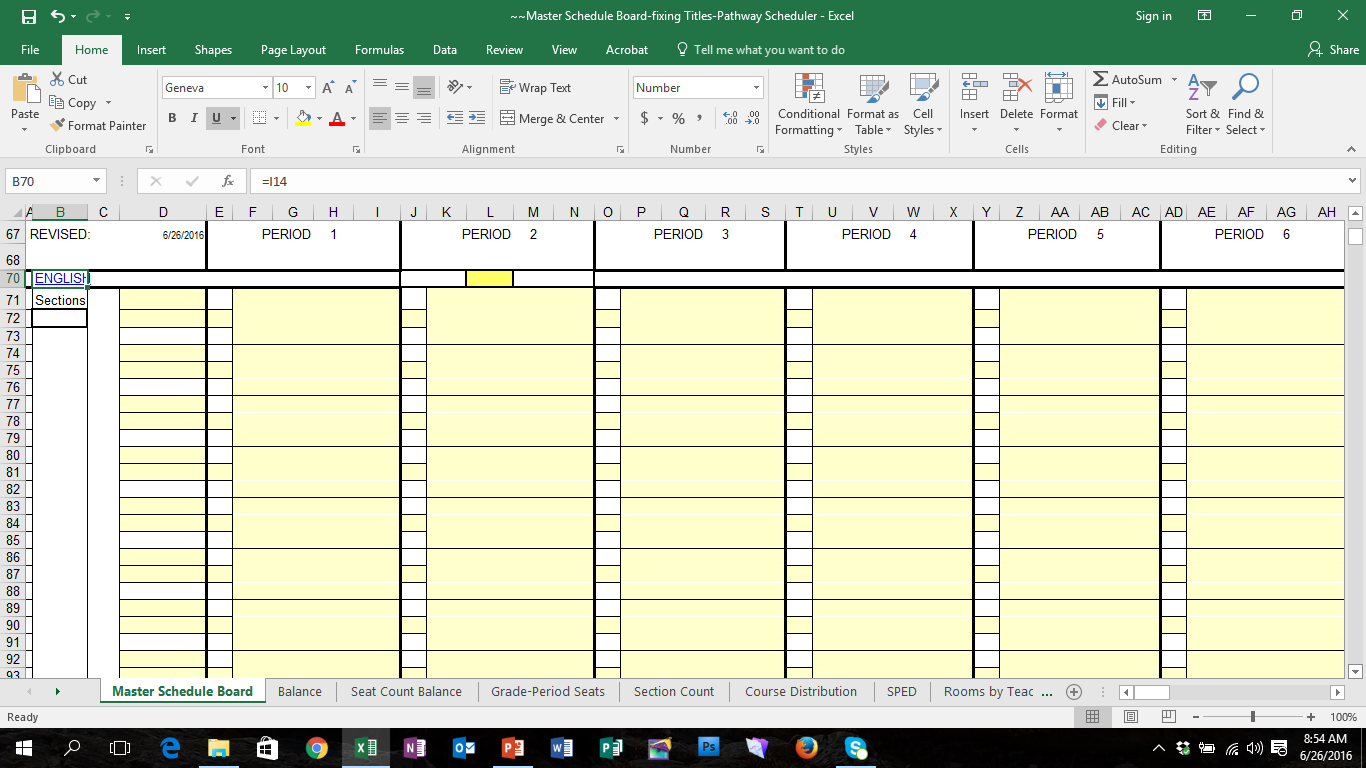 ~~Master Schedule Board-fixing Titles-Pathway Scheduler - Excel
Sign in
File Home Insert Shapes Page Layout Formulas Data Review View Acrobat Tell me what you want to do Share
Paste Cut Copy Format Painter
Geneva 10 A A B I U A
Wrap Text Merge & Center
Number $ % , .00 .00
Conditional Formatting Format as Table Cell Styles
Insert Delete Format
AutoSum Fill Clear Sort & Filter Find & Select
Clipboard Font Alignment Number Styles Cells Editing
B70 fx =I14
A B C D E F G H I J K L M N O P Q R S T U V W X Y Z AA AB AC AD AE AF AG AH
67 REVISED: 6/26/2016 PERIOD 1 PERIOD 2 PERIOD 3 PERIOD 4 PERIOD 5 PERIOD 6
68
70 ENGLISH
71 Sections
72
73
74
75
76
77
78
79
80
81
82
83
84
85
86
87
88
89
90
91
92
93
Master Schedule Board Balance Seat Count Balance Grade-Period Seats Section Count Course Distribution SPED Rooms by Teac ...
Ready 100%
8:54 AM
6/26/2016